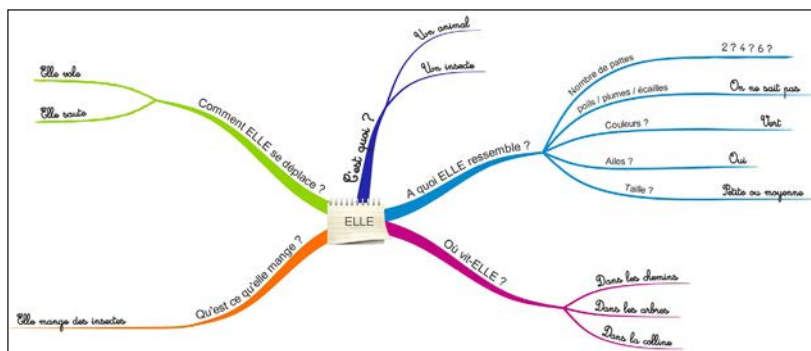 ELLE
C'est quoi ?
Un animal
Un insecte
A quoi ELLE ressemble ?
Nombre de pattes
2 ? 4 ? 6 ?
poils / plumes / écailles
On ne sait pas
Couleurs ?
Vert
Ailes ?
Oui
Taille ?
Petite ou moyenne
Où vit-ELLE ?
Dans les chemins
Dans les arbres
Dans la colline
Qu'est ce qu'elle mange ?
Elle mange des insectes
Comment ELLE se déplace ?
Elle vole
Elle saute